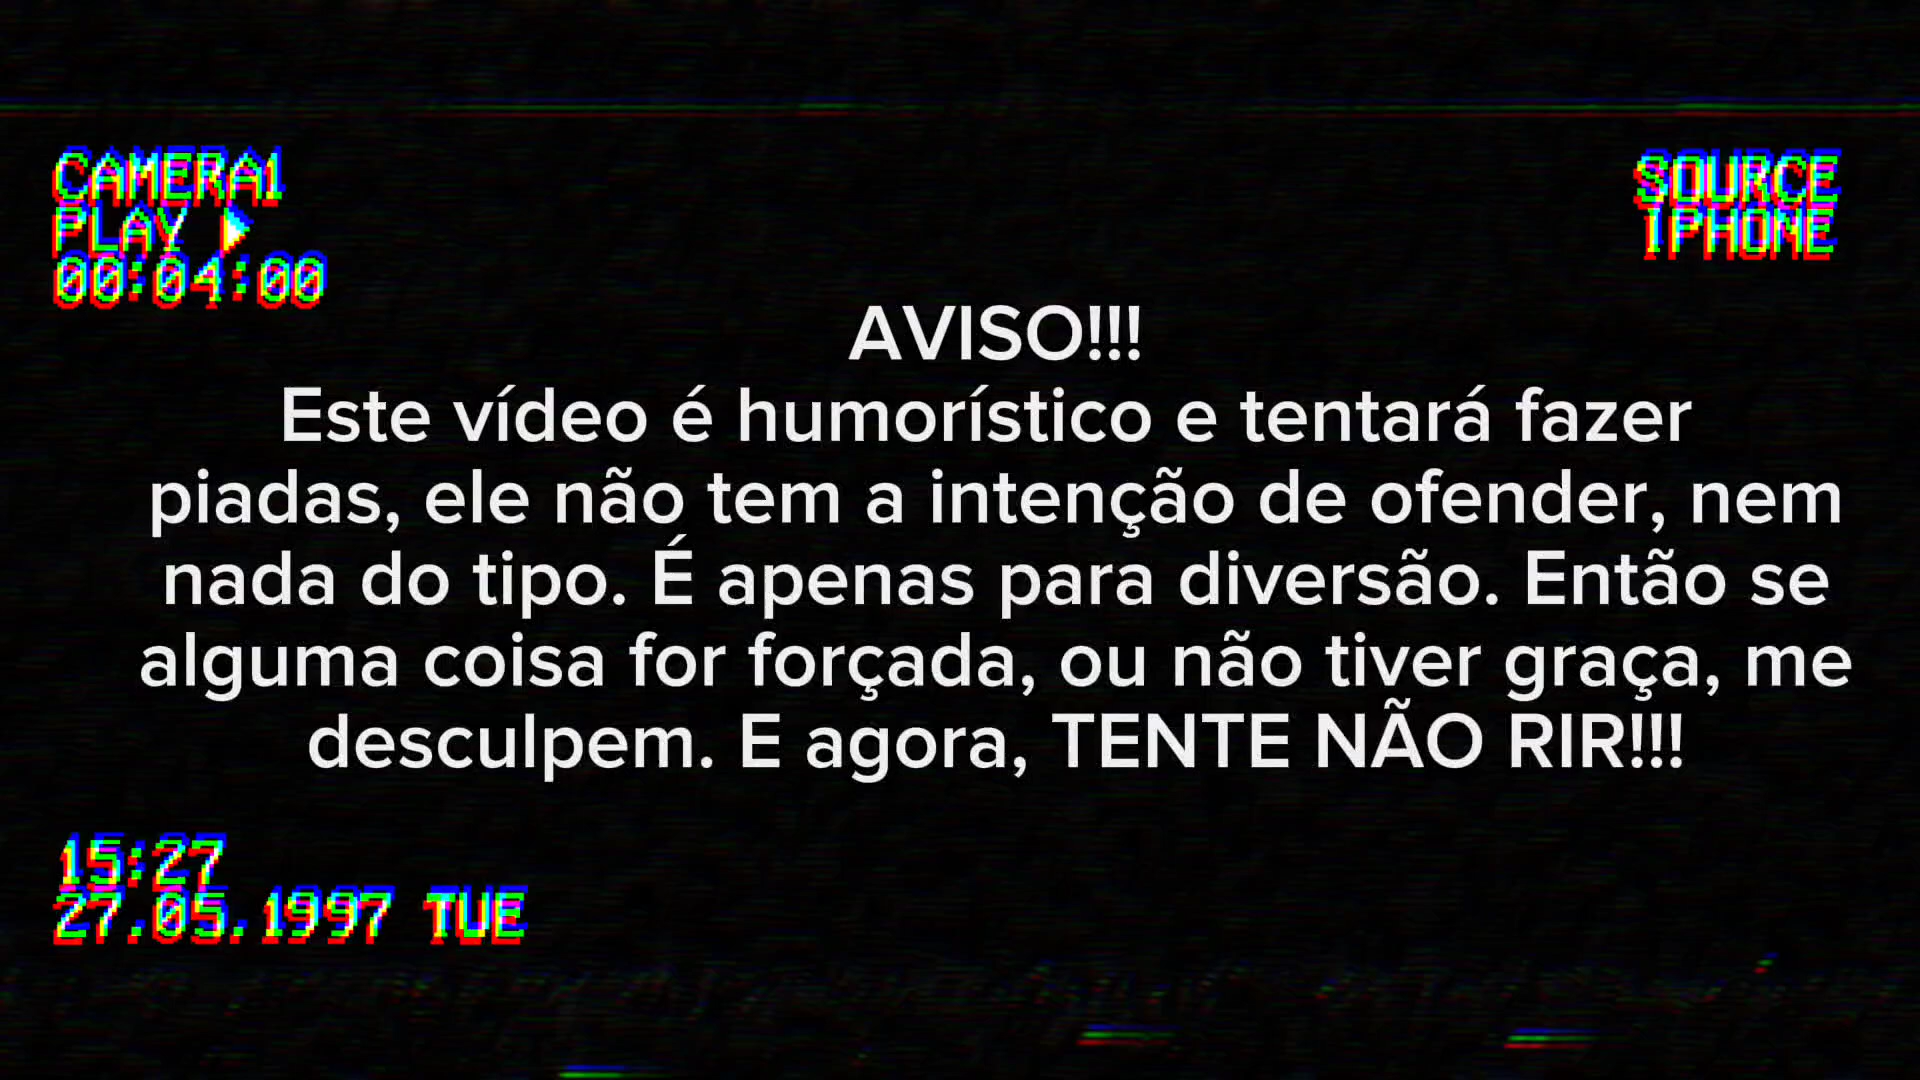 CAMERA1
PLAY
00:04:00
SOURCE
IPHONE
AVISO!!!
Este vídeo é humorístico e tentará fazer
piadas, ele não tem a intenção de ofender, nem
nada do tipo. É apenas para diversão. Então se
alguma coisa for forçada, ou não tiver graça, me
desculpem. E agora, TENTE NÃO RIR!!!
15:27
27.05.1997 TUE